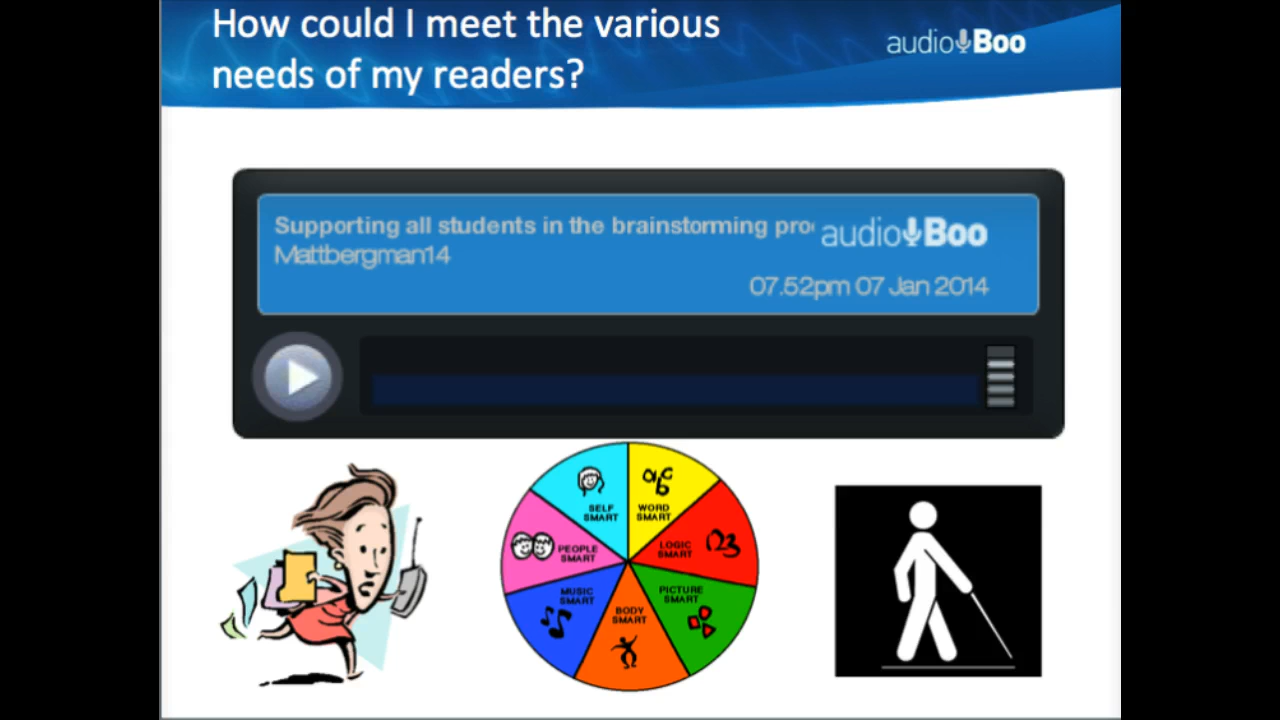 How could I meet the various
needs of my readers?
audioBoo
Supporting all students in the brainstorming pro
audioBoo
Mattbergman14
07.52pm 07 Jan 2014
SELF
SMART
WORD
SMART
abc
PEOPLE
SMART
LOGIC
SMART
123
MUSIC
SMART
PICTURE
SMART
BODY
SMART